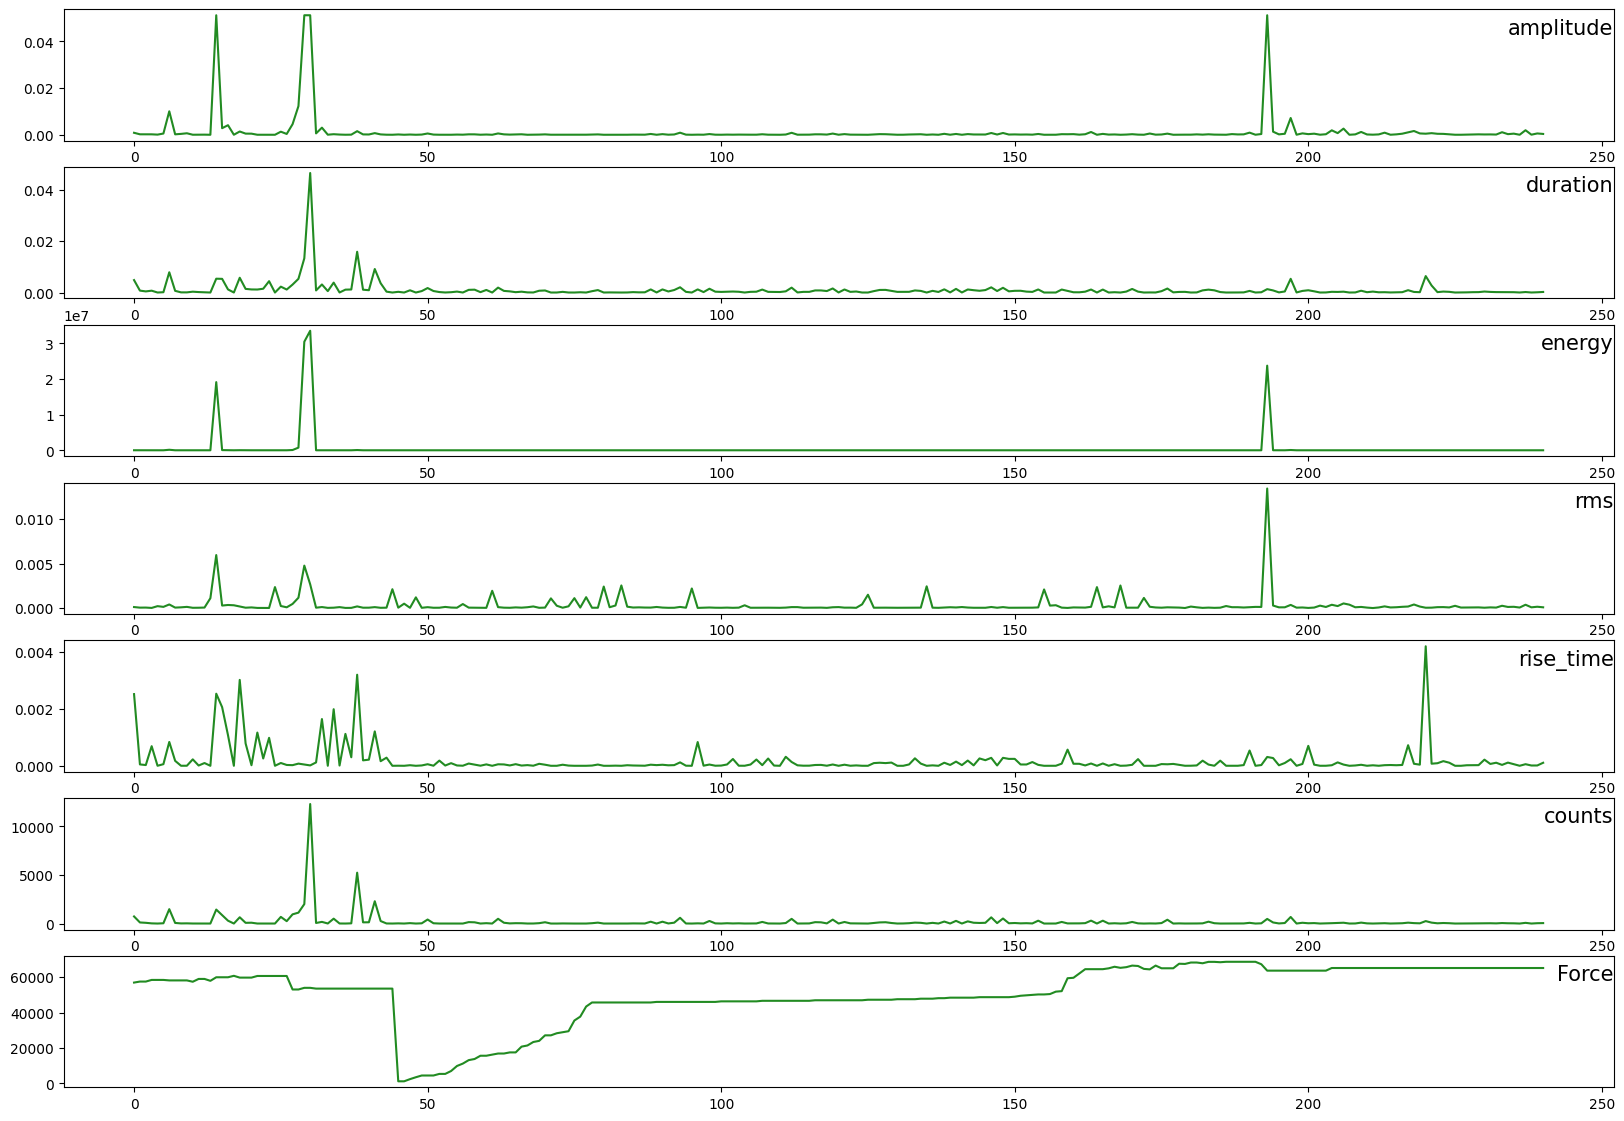 amplitude
0.04
0.02
0.00
0 50 100 150 200 250
duration
0.04
0.02
0.00
0 50 100 150 200 250
1e7
energy
3
2
1
0
0 50 100 150 200 250
rms
0.010
0.005
0.000
0 50 100 150 200 250
rise_time
0.004
0.002
0.000
0 50 100 150 200 250
counts
10000
5000
0
0 50 100 150 200 250
Force
60000
40000
20000
0
0 50 100 150 200 250